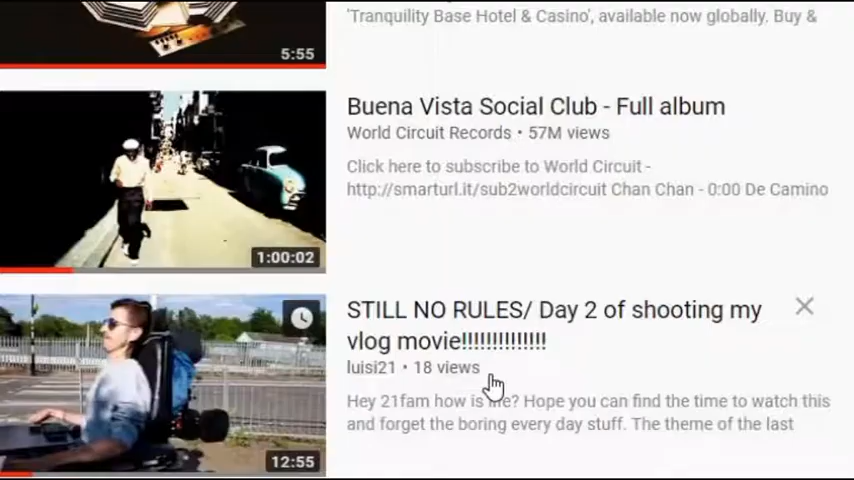 'Tranquility Base Hotel & Casino', available now globally. Buy &
5:55
Buena Vista Social Club - Full album
World Circuit Records • 57M views
Click here to subscribe to World Circuit -
http://smarturl.it/sub2worldcircuit Chan Chan - 0:00 De Camino
1:00:02
STILL NO RULES/ Day 2 of shooting my
vlog movie!!!!!!!!!!!!!!
luisi21 • 18 views
Hey 21fam how is me? Hope you can find the time to watch this
and forget the boring every day stuff. The theme of the last
12:55